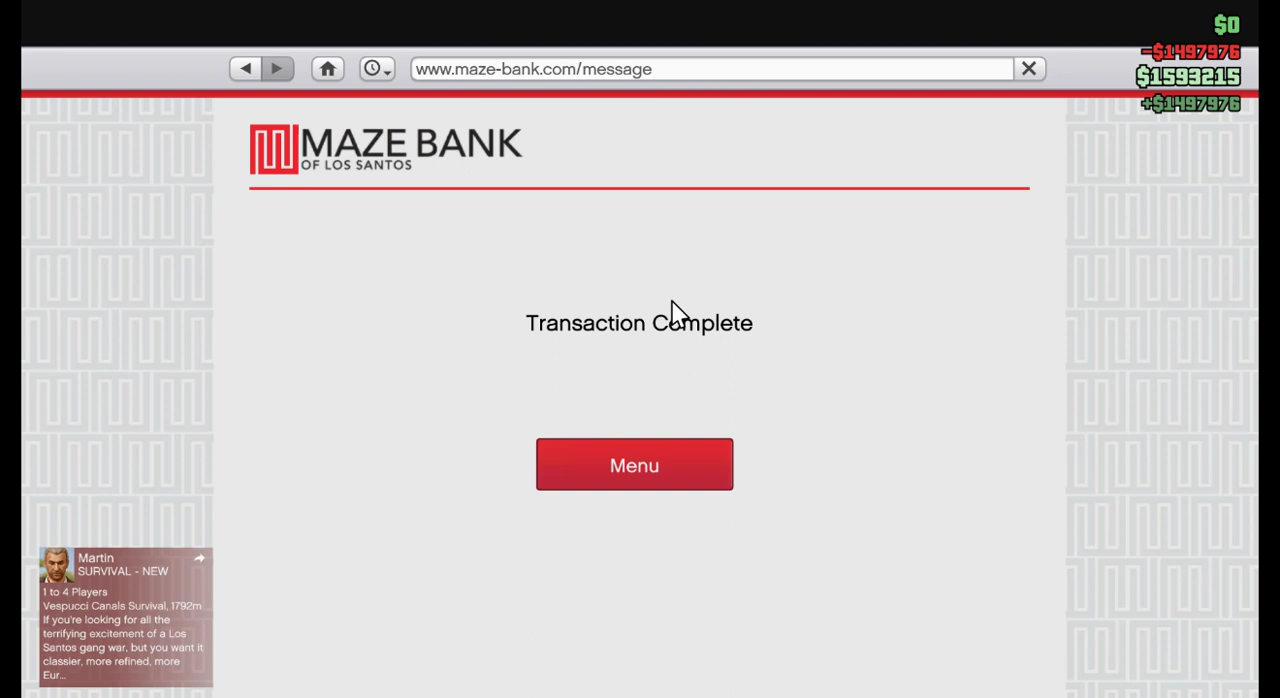 $0
-$1497976
www.maze-bank.com/message
$1593215
+$1497976
MAZE BANK
OF LOS SANTOS
Transaction Complete
Menu
Martin
SURVIVAL - NEW
1 to 4 Players
Vespucci Canals Survival, 1792m
If you're looking for all the
terrifying excitement of a Los
Santos gang war, but you want it
classier, more refined, more
Eur...